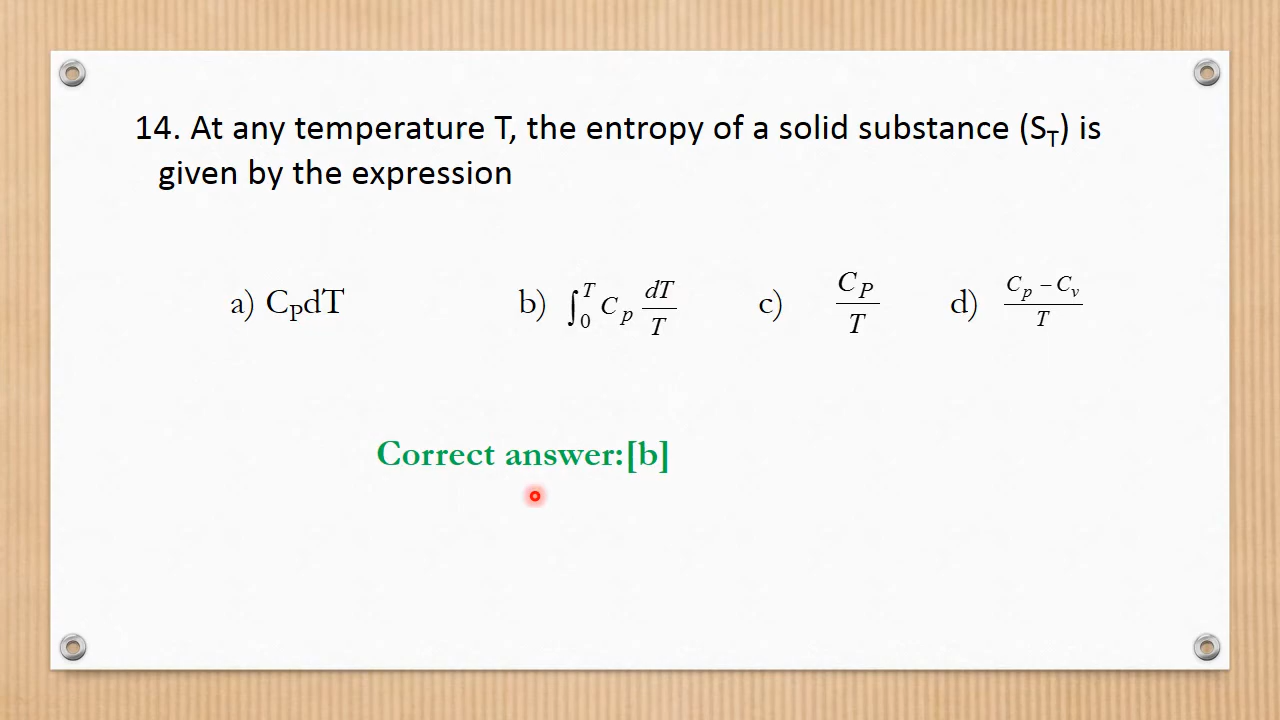 14. At any temperature T, the entropy of a solid substance (S_T) is
given by the expression
a) C_PdT b) ∫_0^T C_p dT/T c) C_P/T d) (C_p − C_v)/T
Correct answer:[b]